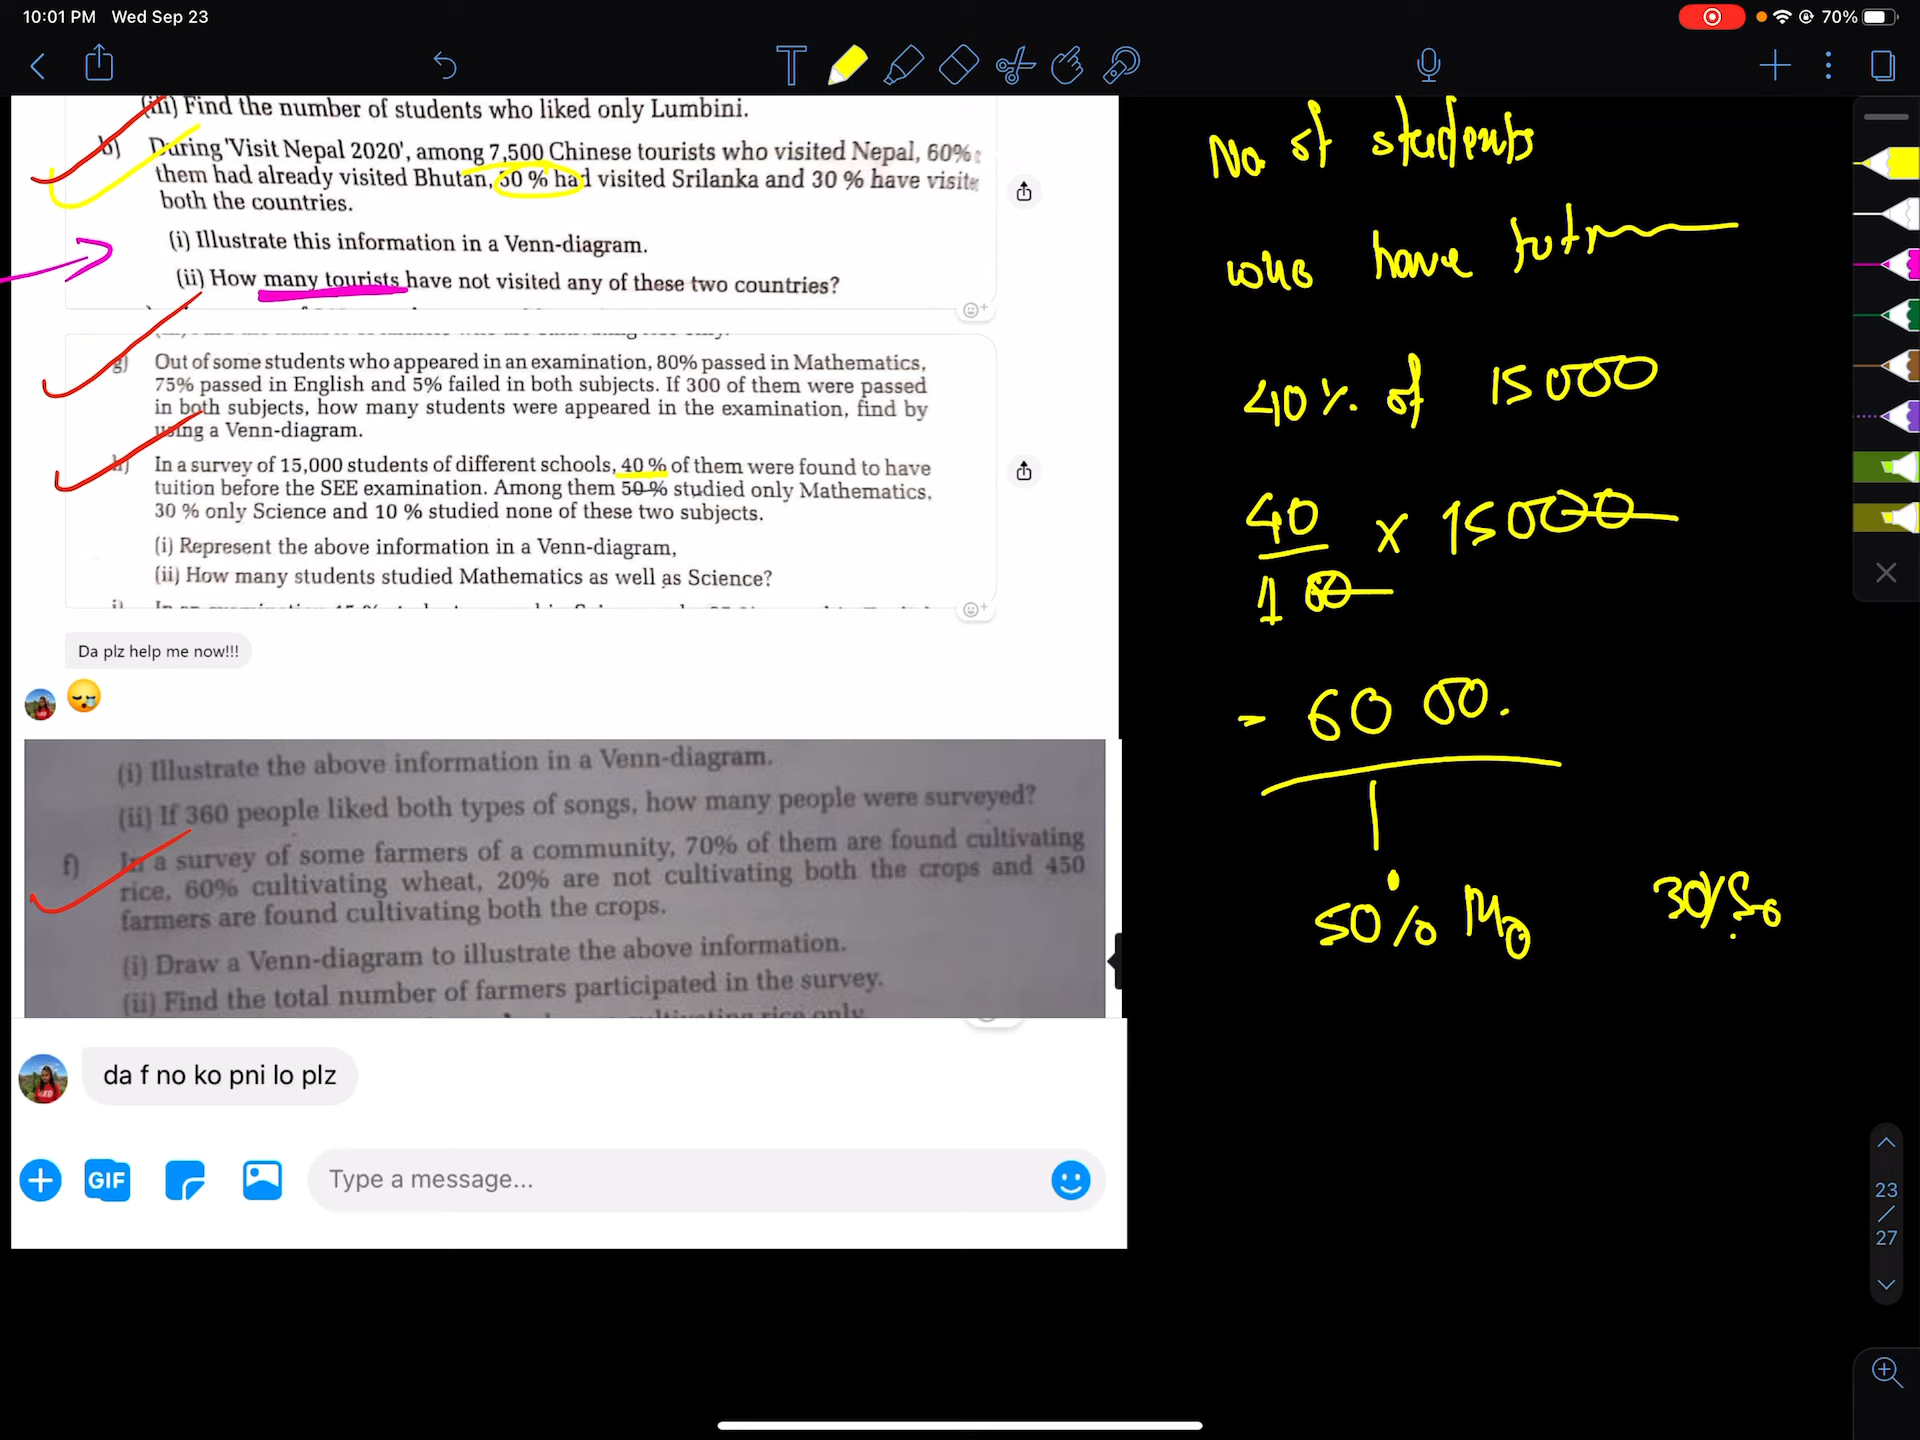 10:01 PM Wed Sep 23
70%
(iii) Find the number of students who liked only Lumbini.
b) During 'Visit Nepal 2020', among 7,500 Chinese tourists who visited Nepal, 60%
them had already visited Bhutan, 50 % had visited Srilanka and 30 % have visite
both the countries.
(i) Illustrate this information in a Venn-diagram.
(ii) How many tourists have not visited any of these two countries?
g) Out of some students who appeared in an examination, 80% passed in Mathematics,
75% passed in English and 5% failed in both subjects. If 300 of them were passed
in both subjects, how many students were appeared in the examination, find by
using a Venn-diagram.
h) In a survey of 15,000 students of different schools, 40 % of them were found to have
tuition before the SEE examination. Among them 50 % studied only Mathematics,
30 % only Science and 10 % studied none of these two subjects.
(i) Represent the above information in a Venn-diagram,
(ii) How many students studied Mathematics as well as Science?
Da plz help me now!!!
(i) Illustrate the above information in a Venn-diagram.
(ii) If 360 people liked both types of songs, how many people were surveyed?
f) In a survey of some farmers of a community, 70% of them are found cultivating
rice, 60% cultivating wheat, 20% are not cultivating both the crops and 450
farmers are found cultivating both the crops.
(i) Draw a Venn-diagram to illustrate the above information.
(ii) Find the total number of farmers participated in the survey.
da f no ko pni lo plz
GIF
Type a message...
No of students
who have
40% of 15000
40
× 15000
100
= 6000.
50% Mo
30% So
23
/
27